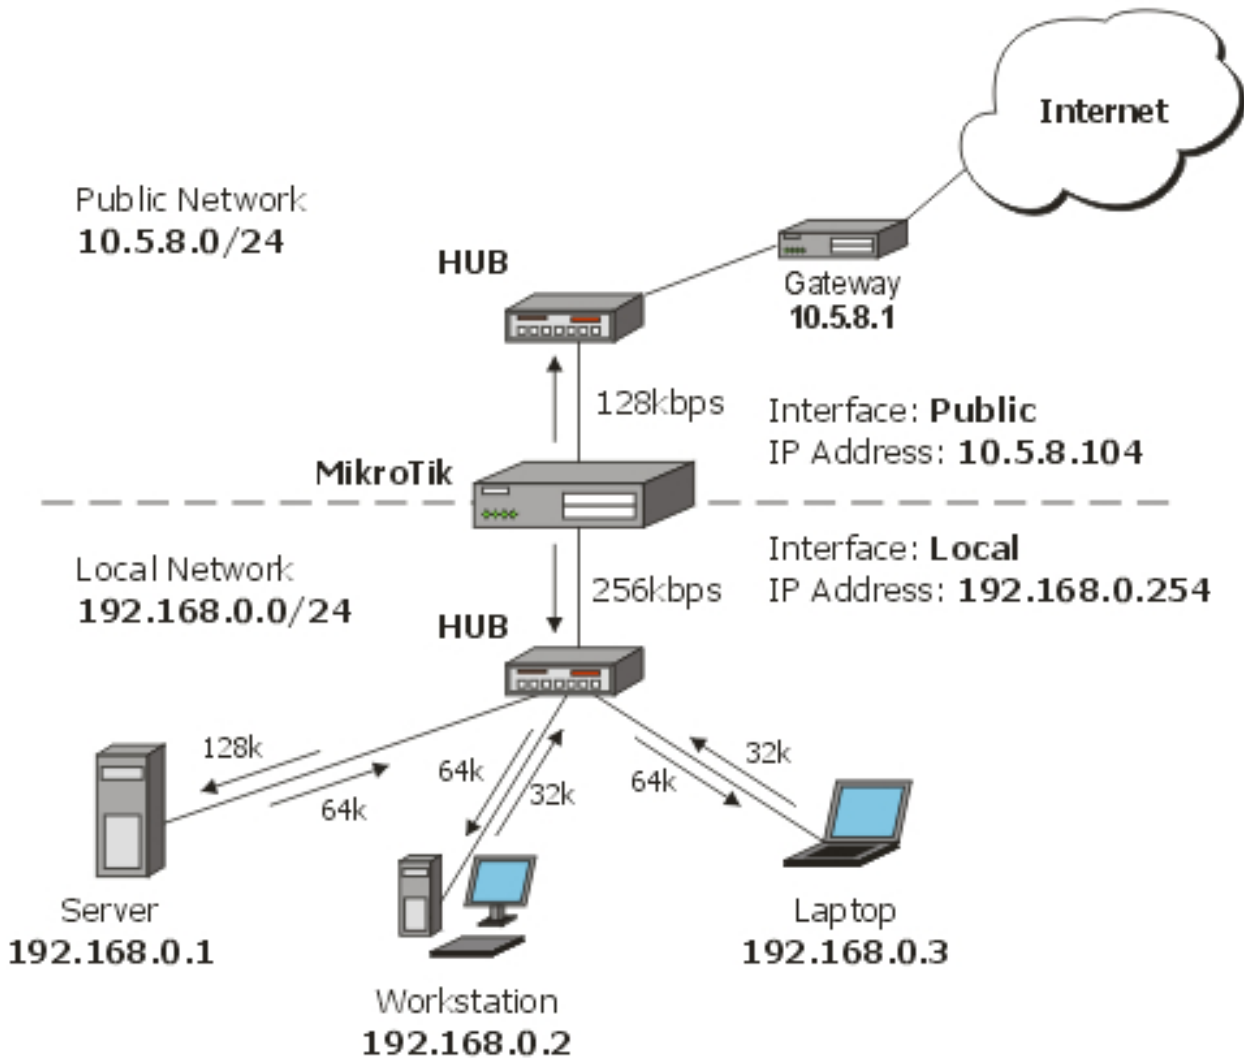 Internet
Public Network
10.5.8.0/24
HUB
Gateway
10.5.8.1
128kbps
Interface: Public
IP Address: 10.5.8.104
MikroTik
Interface: Local
IP Address: 192.168.0.254
Local Network
192.168.0.0/24
256kbps
HUB
128k
64k
64k
32k
64k
32k
Server
192.168.0.1
Workstation
192.168.0.2
Laptop
192.168.0.3